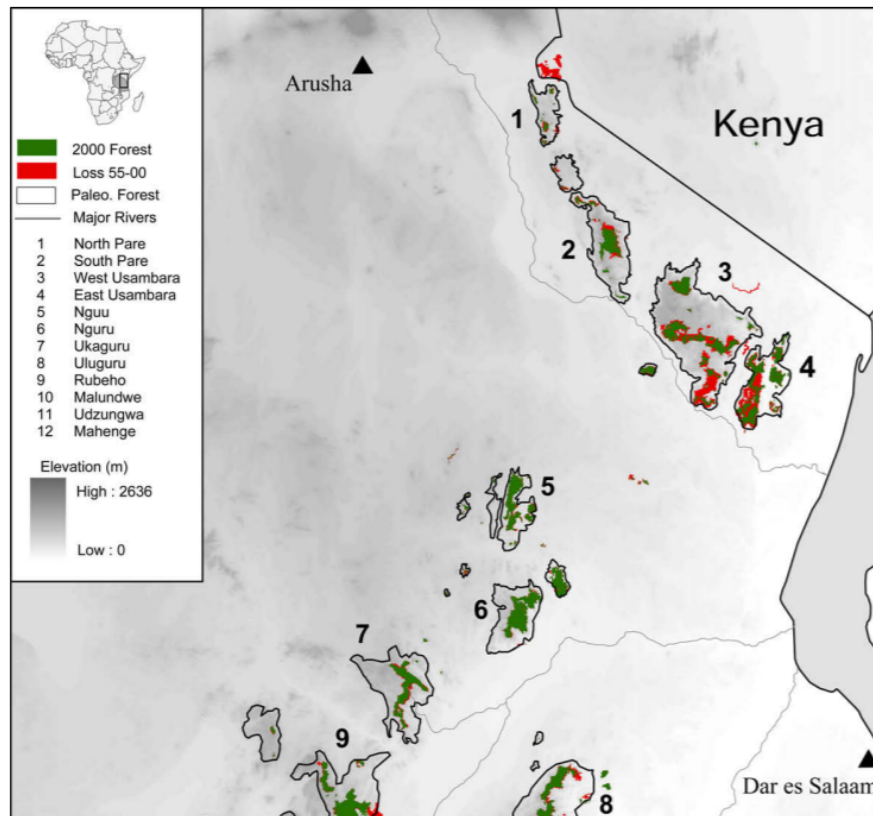 Arusha
Kenya
2000 Forest
Loss 55-00
Paleo. Forest
Major Rivers
1 North Pare
2 South Pare
3 West Usambara
4 East Usambara
5 Nguu
6 Nguru
7 Ukaguru
8 Uluguru
9 Rubeho
10 Malundwe
11 Udzungwa
12 Mahenge
Elevation (m)
High : 2636
Low : 0
1
2
3
4
5
6
7
9
8
Dar es Salaam